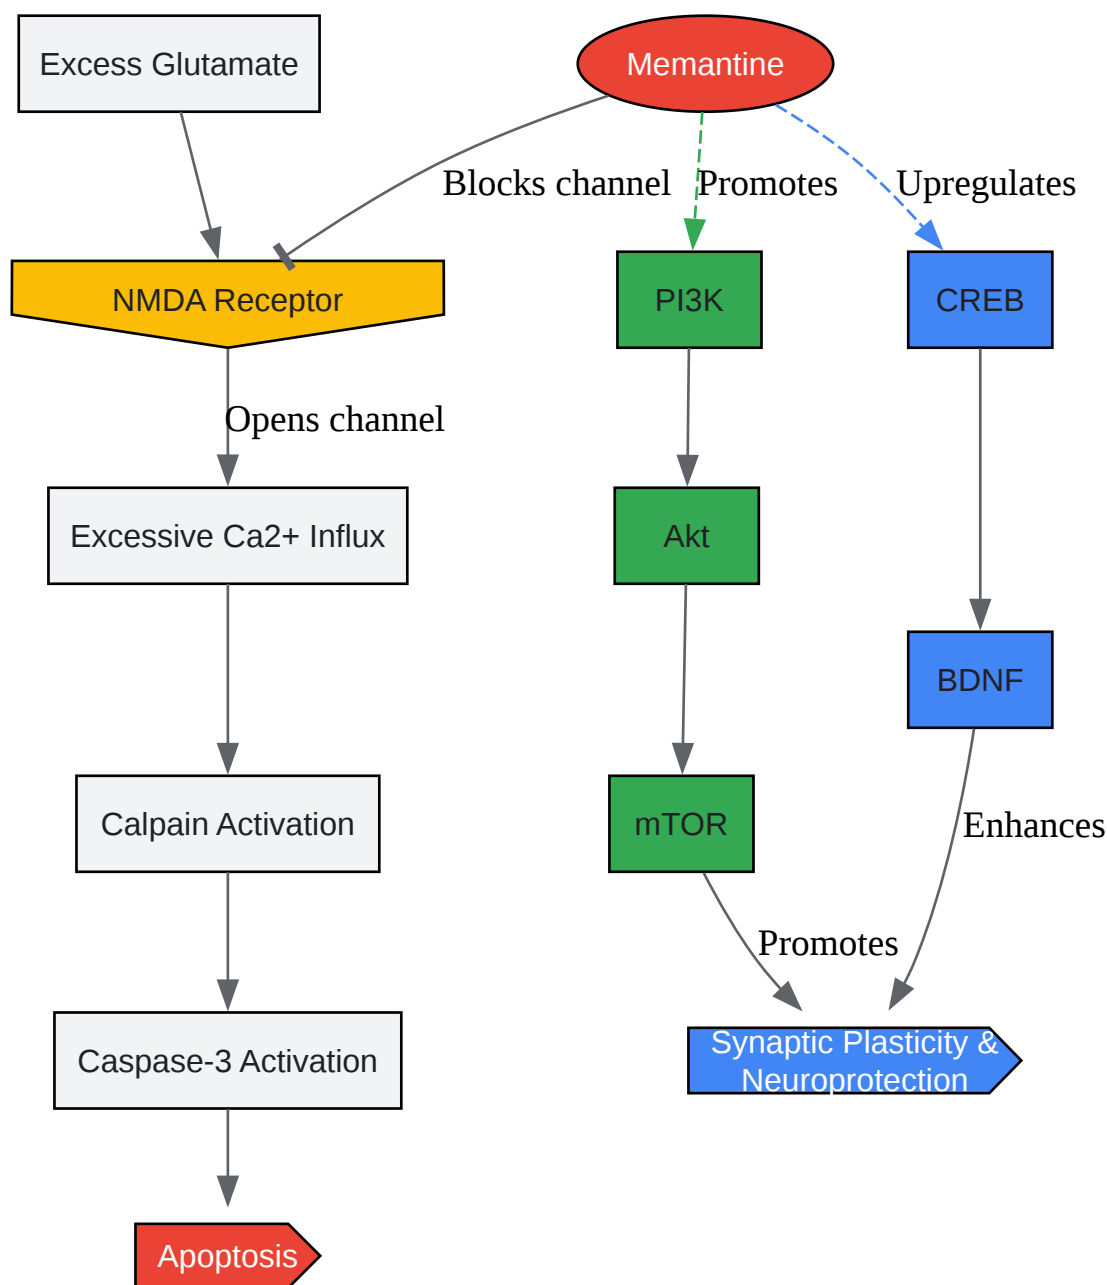 Excess Glutamate
Memantine
Blocks channel
Promotes
Upregulates
NMDA Receptor
PI3K
CREB
Opens channel
Excessive Ca2+ Influx
Akt
BDNF
Calpain Activation
mTOR
Enhances
Promotes
Caspase-3 Activation
Synaptic Plasticity &
Neuroprotection
Apoptosis